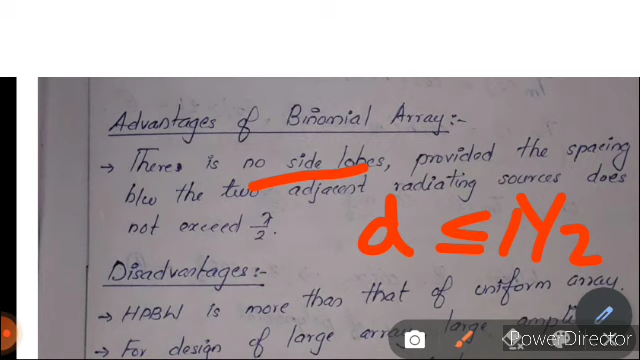 Advantages of Binomial Array:-
→ There is no side lobes, provided the spacing
b/w the two adjacent radiating sources does
not exceed λ/2.
d ≤ λ/2
Disadvantages:-
→ HPBW is more than that of uniform array.
→ For design of large array, large
PowerDirector